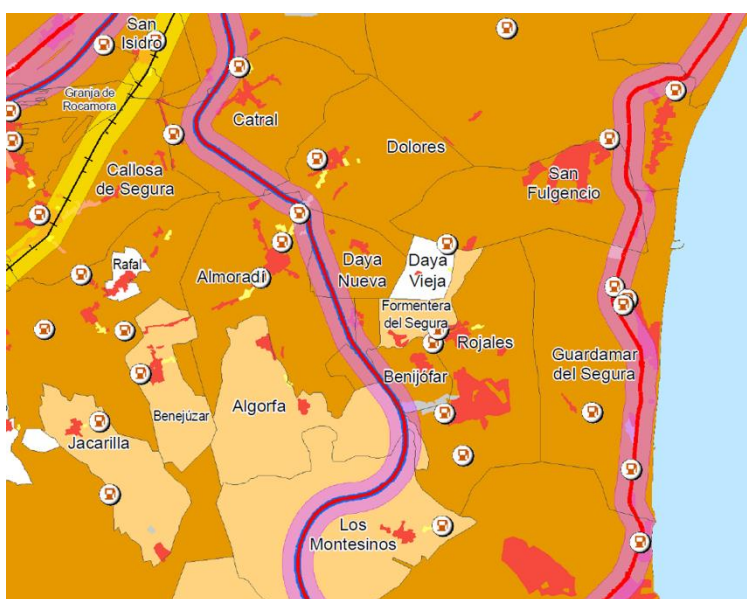 San
Isidro
Granja de
Rocamora
Catral
Dolores
Callosa
de Segura
San
Fulgencio
Rafal
Almoradí
Daya
Nueva
Daya
Vieja
Formentera
del Segura
Rojales
Guardamar
del Segura
Benijófar
Algorfa
Benejúzar
Jacarilla
Los
Montesinos